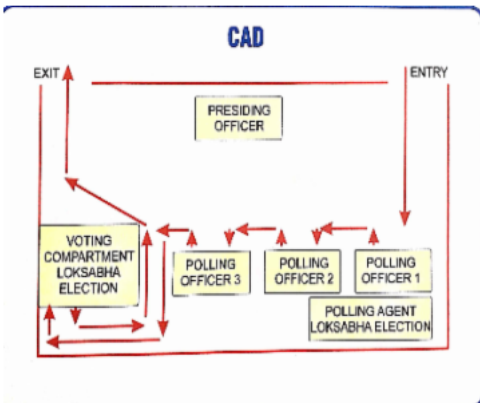 CAD
EXIT
ENTRY
PRESIDING
OFFICER
VOTING
COMPARTMENT
LOKSABHA
ELECTION
POLLING
OFFICER 3
POLLING
OFFICER 2
POLLING
OFFICER 1
POLLING AGENT
LOKSABHA ELECTION